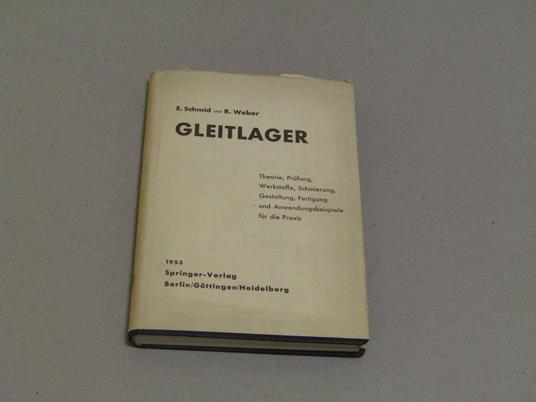 E. Schmid und R. Weber
GLEITLAGER
Theorie, Prüfung,
Werkstoffe, Schmierung,
Gestaltung, Fertigung
und Anwendungsbeispiele
für die Praxis
1953
Springer-Verlag
Berlin/Göttingen/Heidelberg